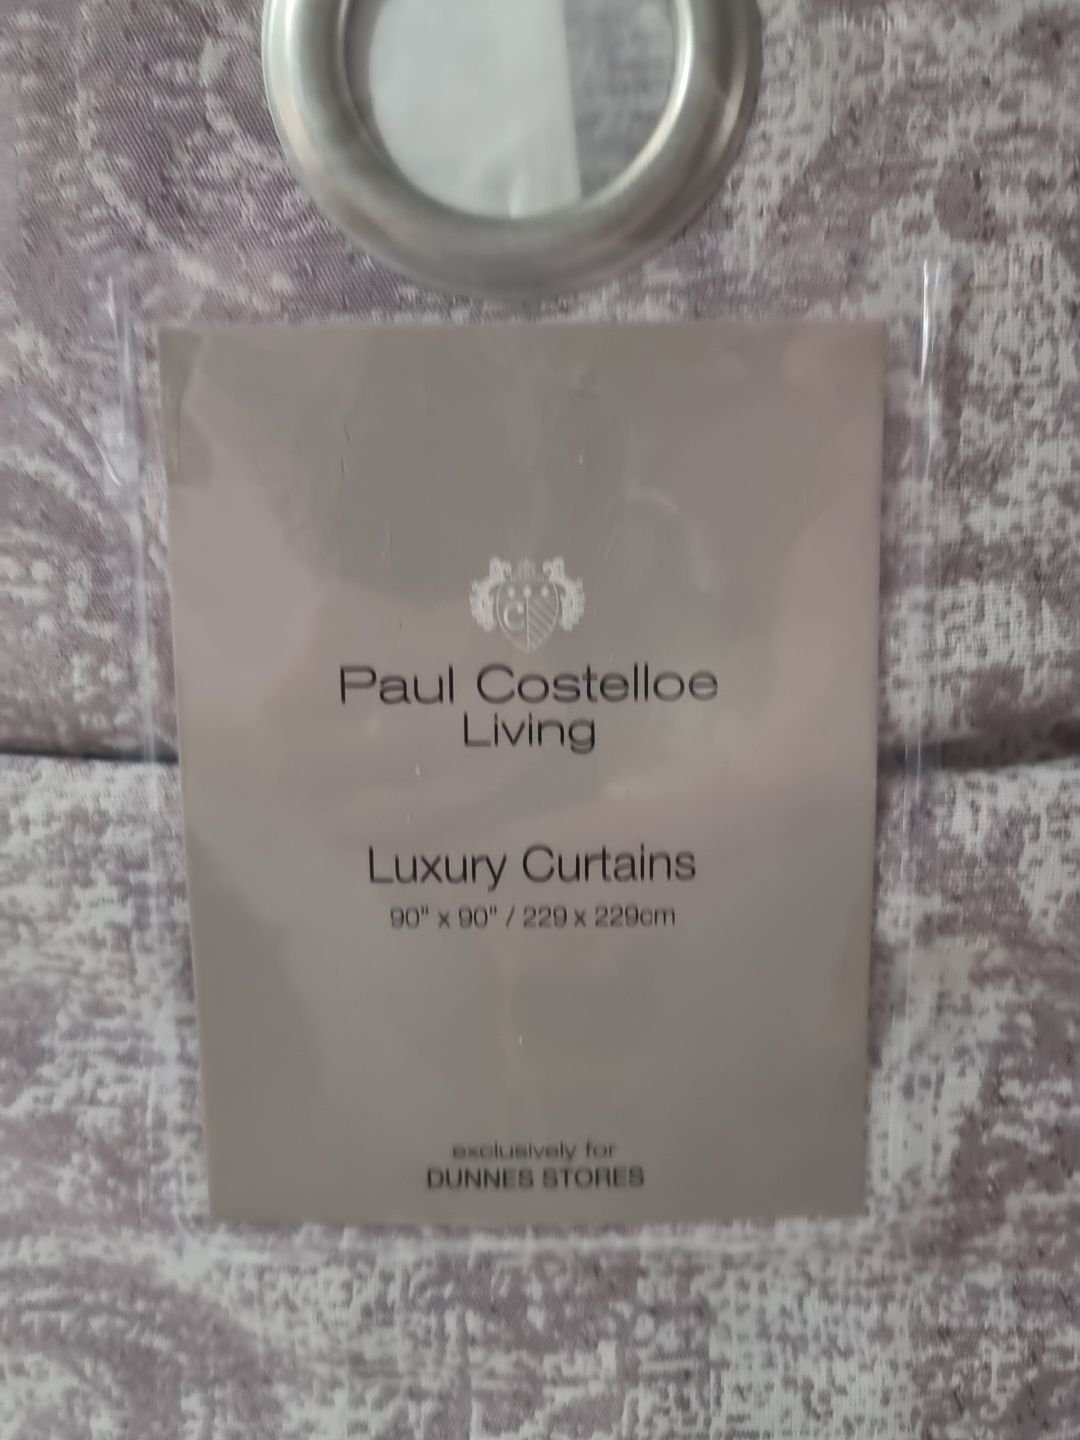 C
Paul Costelloe
Living
Luxury Curtains
90" x 90" / 229 x 229cm
exclusively for
DUNNES STORES